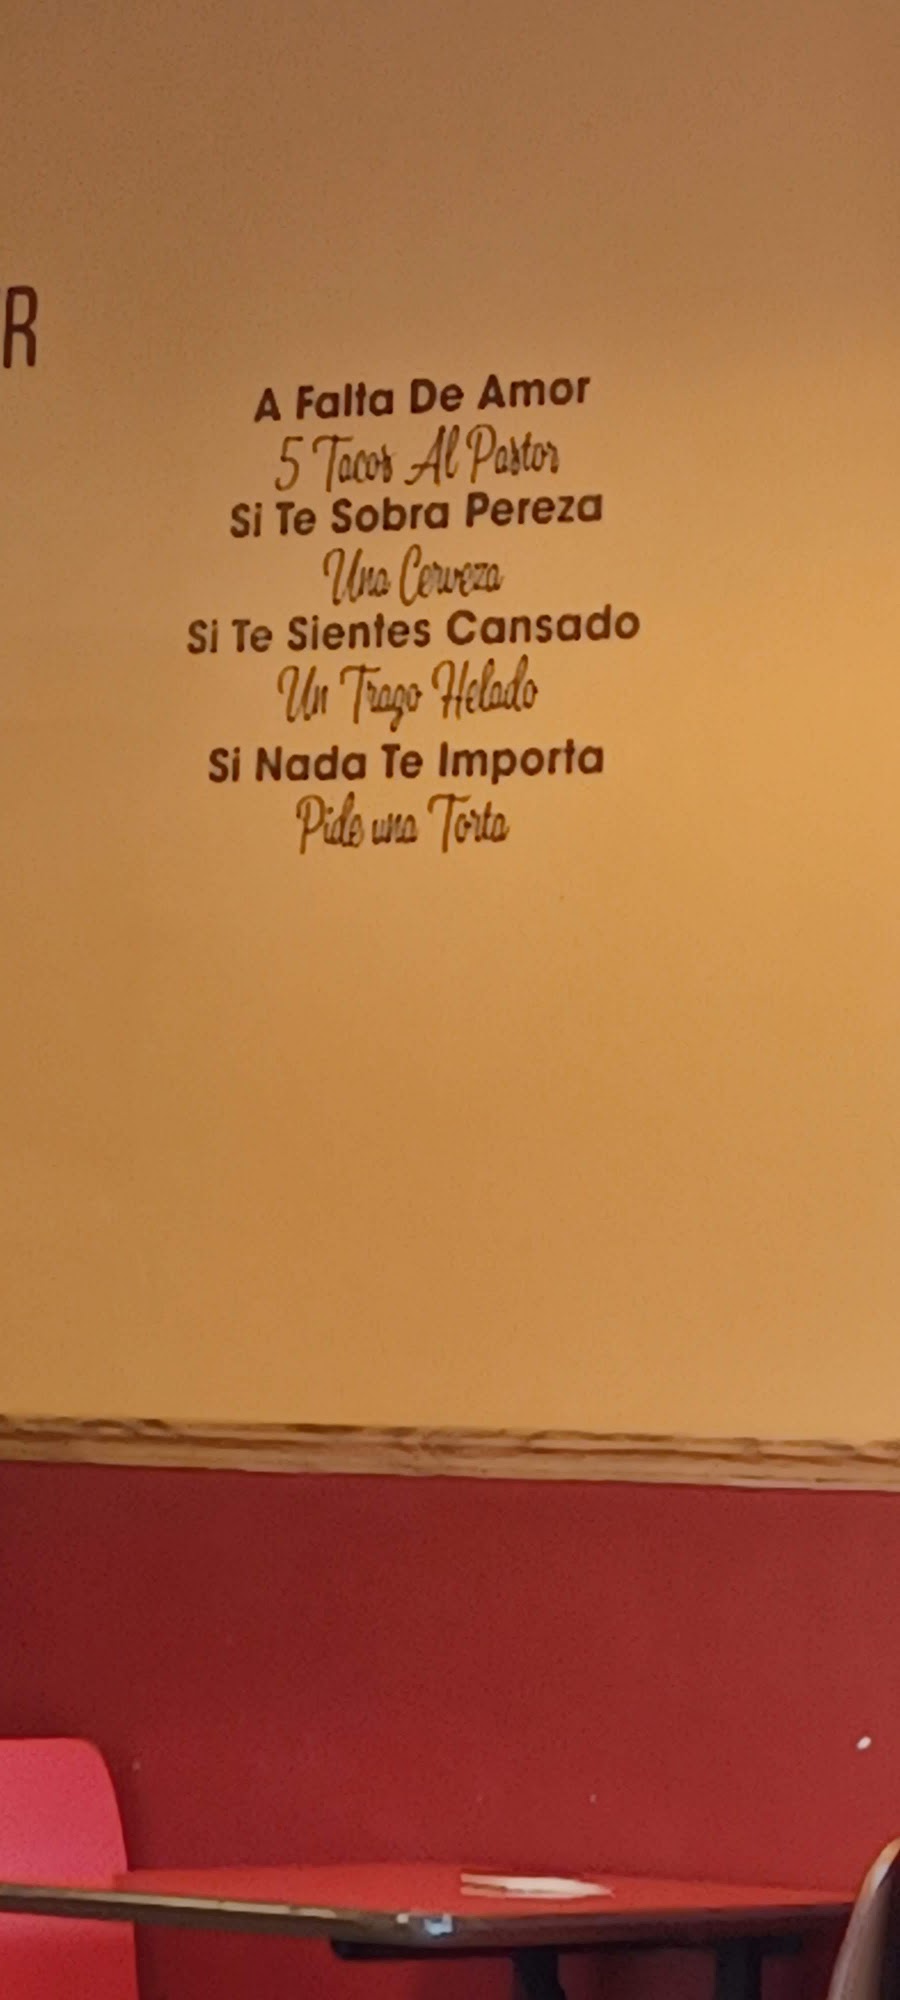 A Falta De Amor
5 Tacos Al Pastor
Si Te Sobra Pereza
Una Cerveza
Si Te Sientes Cansado
Un Trago Helado
Si Nada Te Importa
Pide una Torta